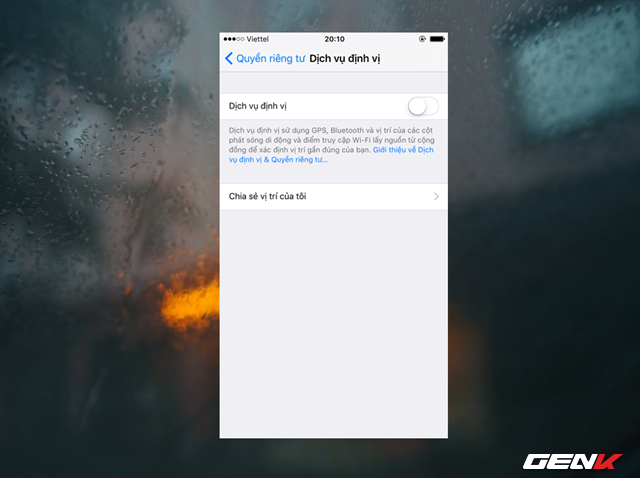 Viettel 20:10
Quyền riêng tư Dịch vụ định vị
Dịch vụ định vị
Dịch vụ định vị sử dụng GPS, Bluetooth và vị trí của các cột
phát sóng di động và điểm truy cập Wi-Fi lấy nguồn từ cộng
đồng để xác định vị trí gần đúng của bạn. Giới thiệu về Dịch
vụ định vị & Quyền riêng tư...
Chia sẻ vị trí của tôi
GENK